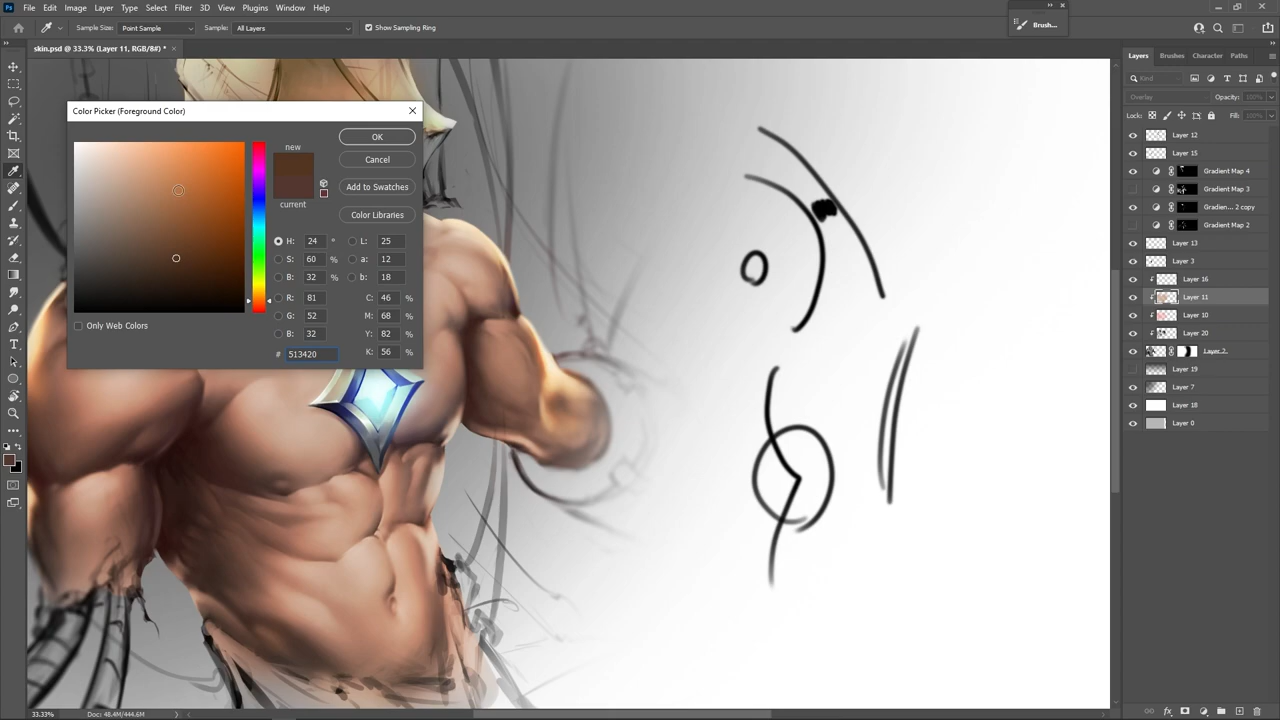 File Edit Image Layer Type Select Filter 3D View Plugins Window Help
Brush...
Sample Size: Point Sample Sample: All Layers Show Sampling Ring
skin.psd @ 33.3% (Layer 11, RGB/8#) * ×
Layers Brushes Character Paths
Kind
Overlay Opacity: 100%
Lock: Fill: 100%
Layer 12
Layer 15
Gradient Map 4
Gradient Map 3
Gradien... 2 copy
Gradient Map 2
Layer 13
Layer 3
Layer 16
Layer 11
Layer 10
Layer 20
Layer 2
Layer 19
Layer 7
Layer 18
Layer 0
Color Picker (Foreground Color)
new
current
OK
Cancel
Add to Swatches
Color Libraries
H: 24 ° L: 25
S: 60 % a: 12
B: 32 % b: 18
R: 81 C: 46 %
G: 52 M: 68 %
B: 32 Y: 82 %
# 513420 K: 56 %
Only Web Colors
33.33% Doc: 48.4M/444.6M